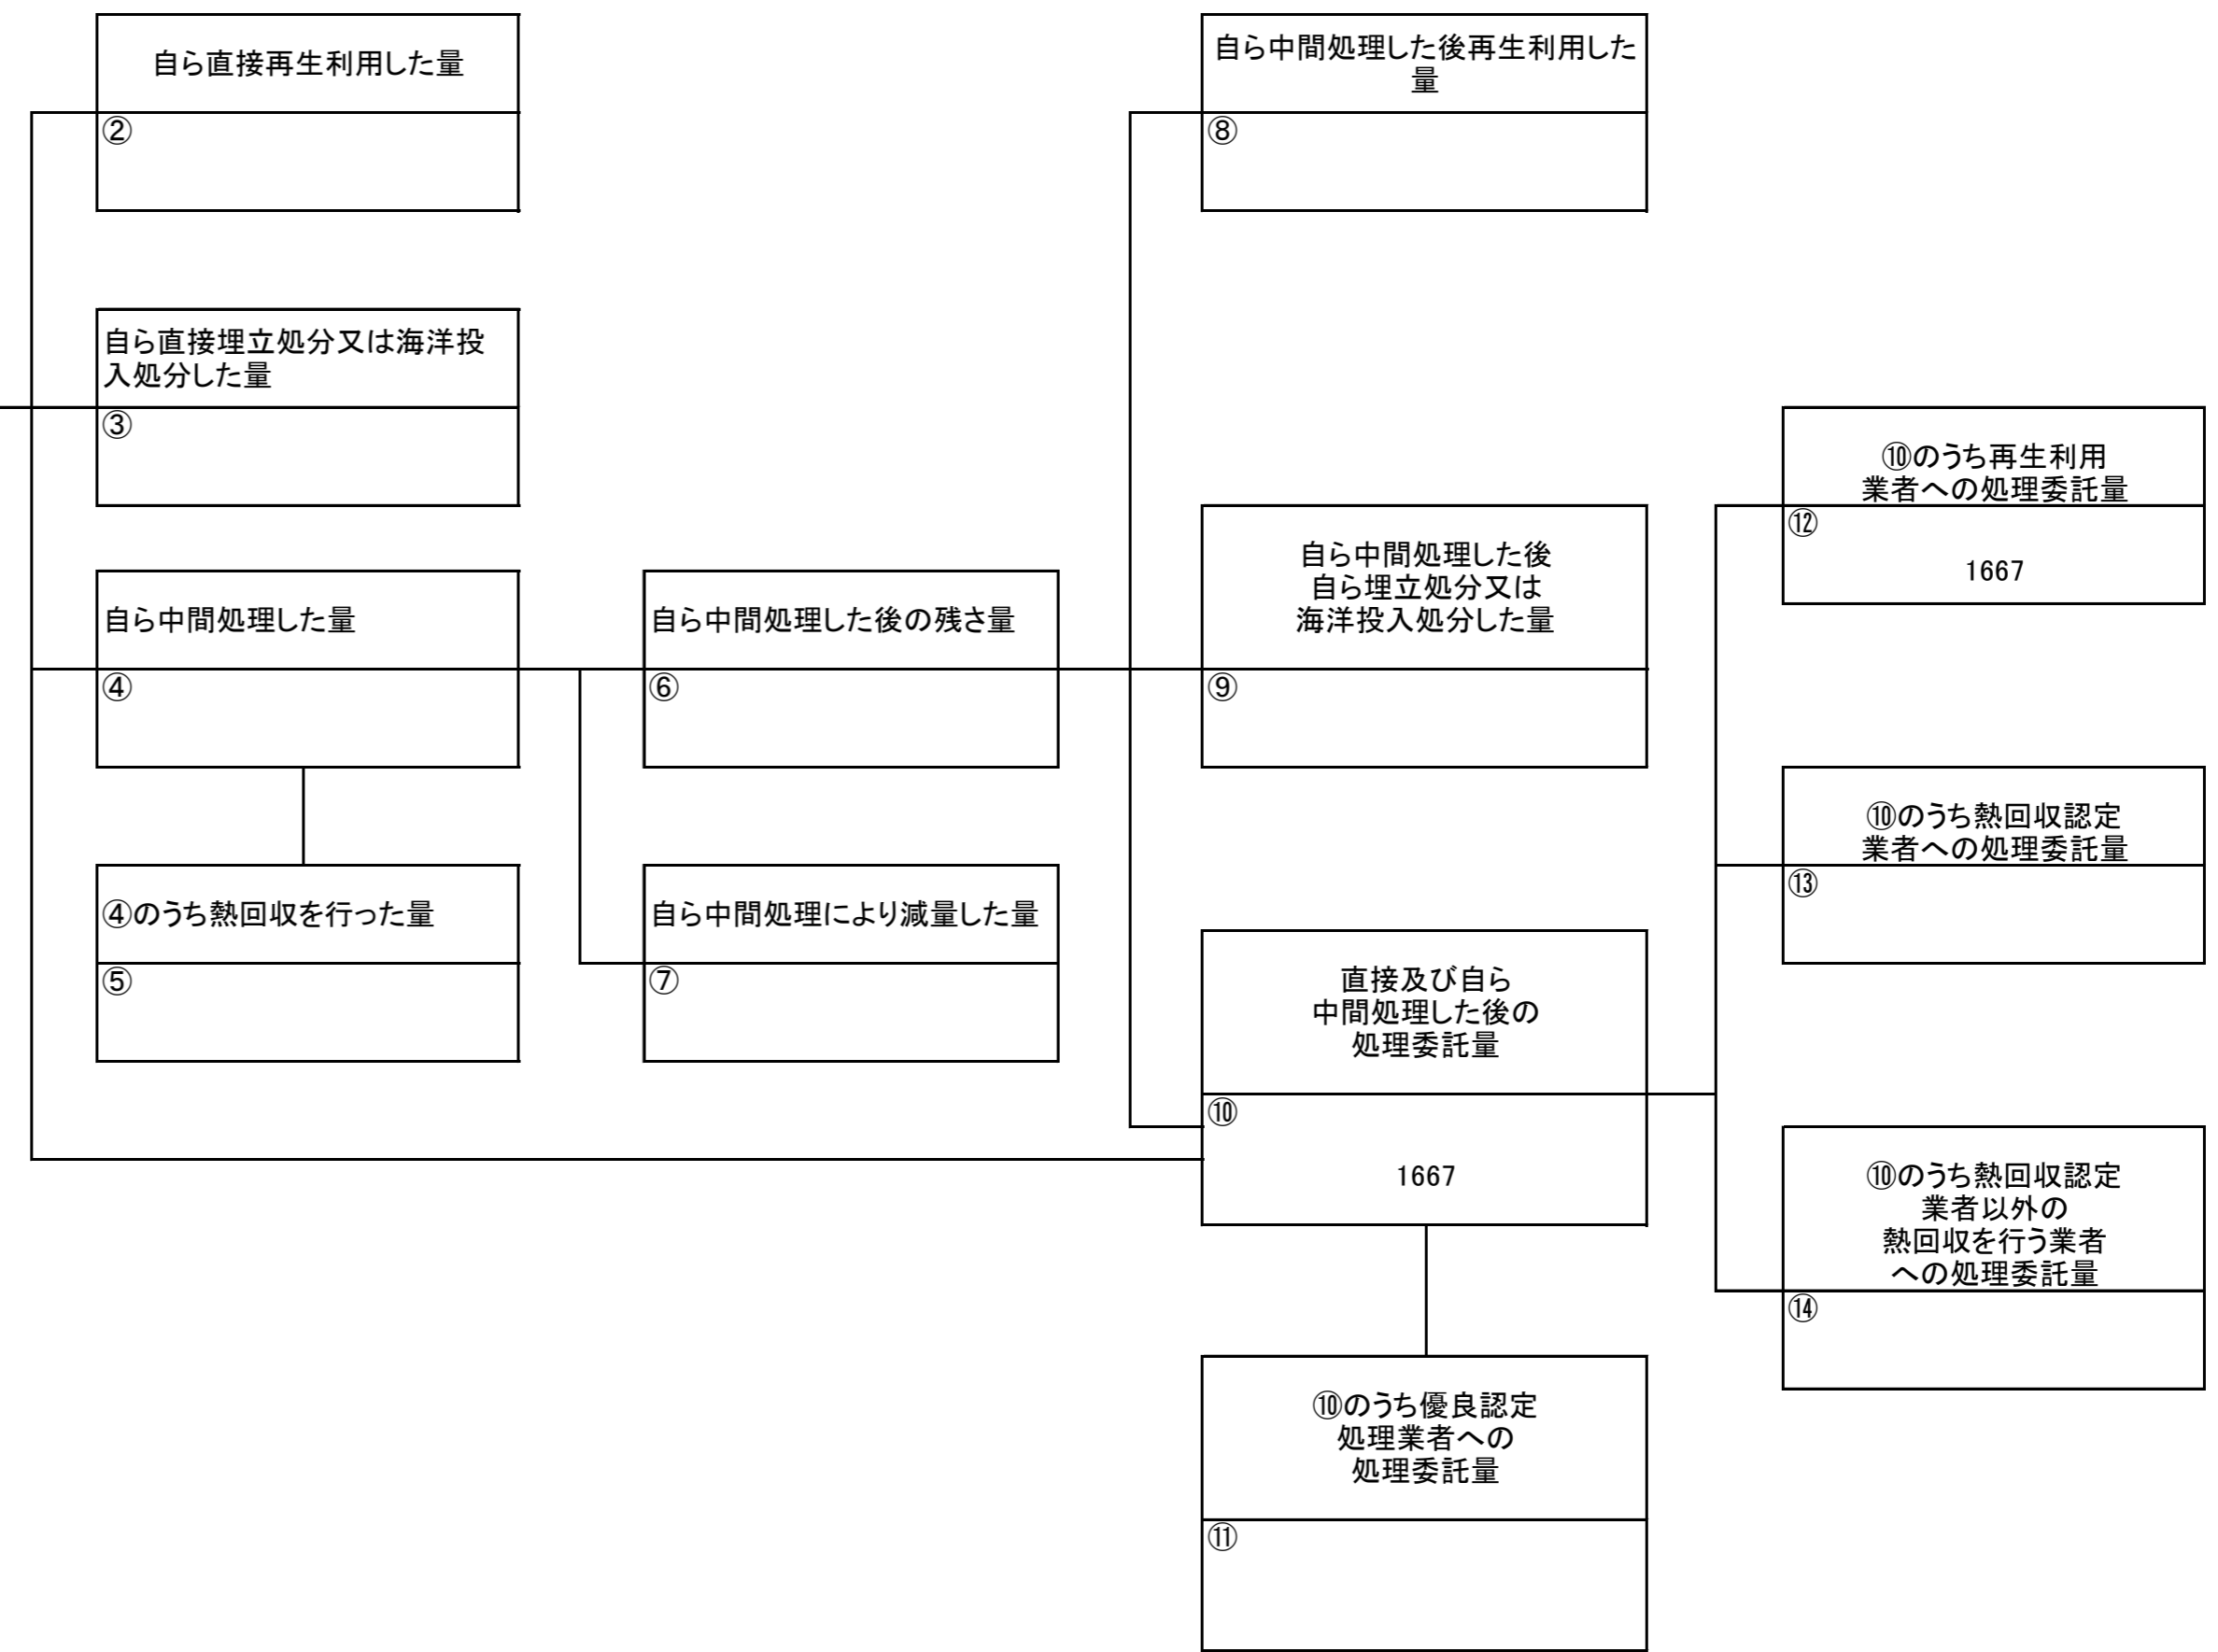 自ら直接再生利用した量
②
自ら直接埋立処分又は海洋投
入処分した量
③
自ら中間処理した量
④
④のうち熱回収を行った量
⑤
自ら中間処理した後の残さ量
⑥
自ら中間処理により減量した量
⑦
自ら中間処理した後再生利用した
量
⑧
自ら中間処理した後
自ら埋立処分又は
海洋投入処分した量
⑨
直接及び自ら
中間処理した後の
処理委託量
⑩
1667
⑩のうち優良認定
処理業者への
処理委託量
⑪
⑩のうち再生利用
業者への処理委託量
⑫
1667
⑩のうち熱回収認定
業者への処理委託量
⑬
⑩のうち熱回収認定
業者以外の
熱回収を行う業者
への処理委託量
⑭